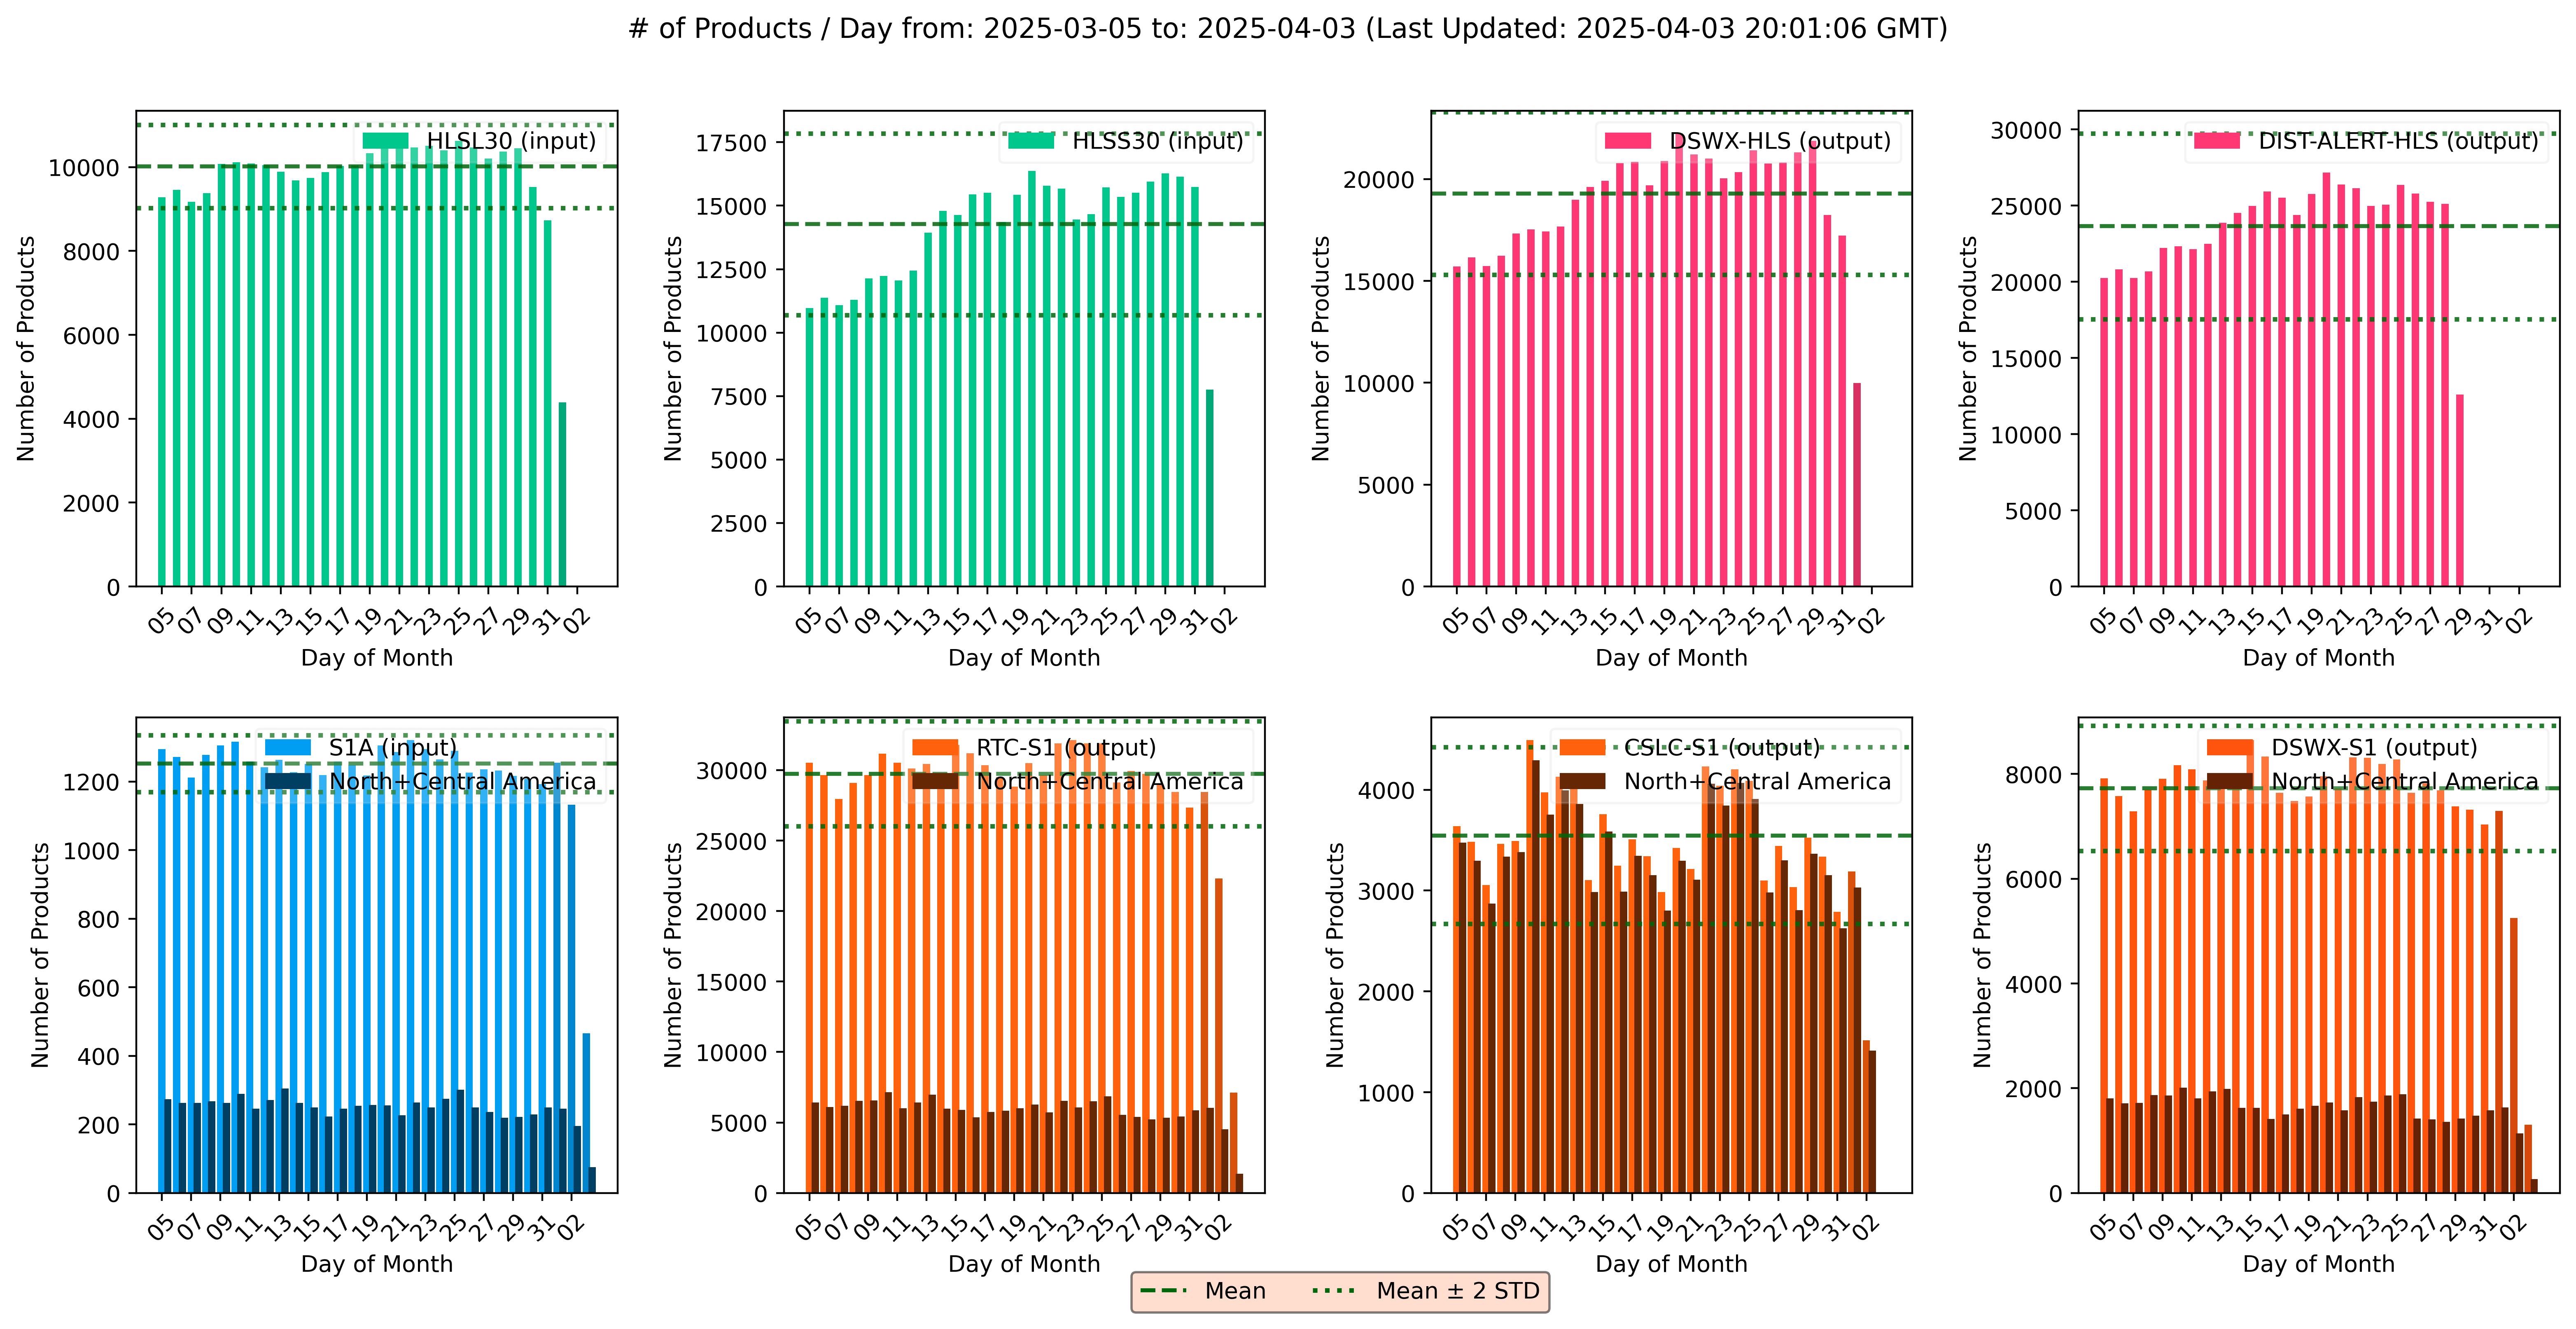 # of Products / Day from: 2025-03-05 to: 2025-04-03 (Last Updated: 2025-04-03 20:01:06 GMT)
Number of Products
10000
8000
6000
4000
2000
0
HLSL30 (input)
05 07 09 11 13 15 17 19 21 23 25 27 29 31 02
Day of Month
Number of Products
17500
15000
12500
10000
7500
5000
2500
0
HLSS30 (input)
05 07 09 11 13 15 17 19 21 23 25 27 29 31 02
Day of Month
Number of Products
20000
15000
10000
5000
0
DSWX-HLS (output)
05 07 09 11 13 15 17 19 21 23 25 27 29 31 02
Day of Month
Number of Products
30000
25000
20000
15000
10000
5000
0
DIST-ALERT-HLS (output)
05 07 09 11 13 15 17 19 21 23 25 27 29 31 02
Day of Month
Number of Products
1200
1000
800
600
400
200
0
S1A (input)
North+Central America
05 07 09 11 13 15 17 19 21 23 25 27 29 31 02
Day of Month
Number of Products
30000
25000
20000
15000
10000
5000
0
RTC-S1 (output)
North+Central America
05 07 09 11 13 15 17 19 21 23 25 27 29 31 02
Day of Month
Number of Products
4000
3000
2000
1000
0
CSLC-S1 (output)
North+Central America
05 07 09 11 13 15 17 19 21 23 25 27 29 31 02
Day of Month
Number of Products
8000
6000
4000
2000
0
DSWX-S1 (output)
North+Central America
05 07 09 11 13 15 17 19 21 23 25 27 29 31 02
Day of Month
Mean
Mean ± 2 STD